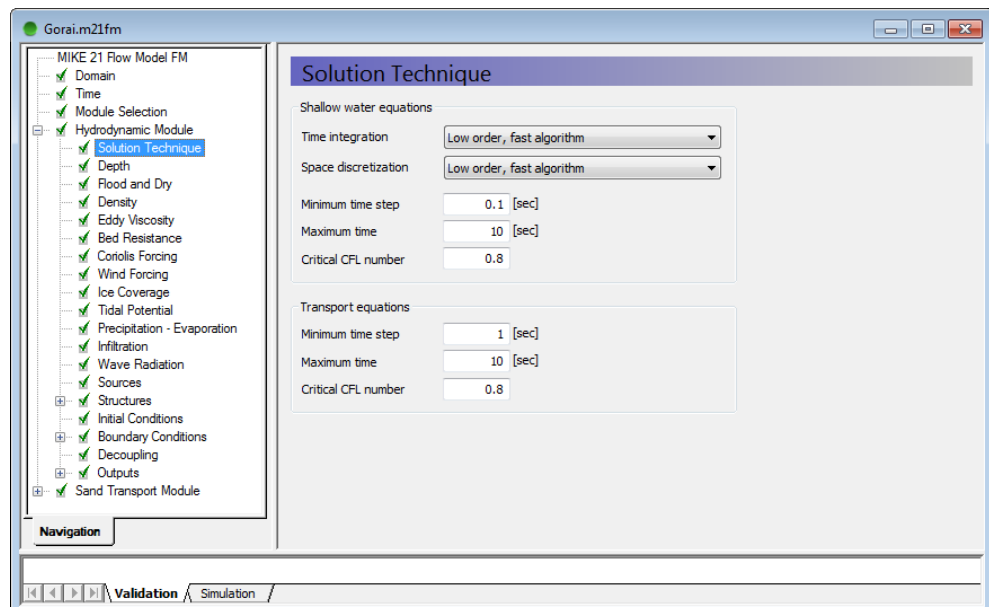 Gorai.m21fm
MIKE 21 Flow Model FM
Domain
Time
Module Selection
Hydrodynamic Module
Solution Technique
Depth
Flood and Dry
Density
Eddy Viscosity
Bed Resistance
Coriolis Forcing
Wind Forcing
Ice Coverage
Tidal Potential
Precipitation - Evaporation
Infiltration
Wave Radiation
Sources
Structures
Initial Conditions
Boundary Conditions
Decoupling
Outputs
Sand Transport Module
Navigation
Solution Technique
Shallow water equations
Time integration Low order, fast algorithm
Space discretization Low order, fast algorithm
Minimum time step 0.1 [sec]
Maximum time 10 [sec]
Critical CFL number 0.8
Transport equations
Minimum time step 1 [sec]
Maximum time 10 [sec]
Critical CFL number 0.8
Validation Simulation